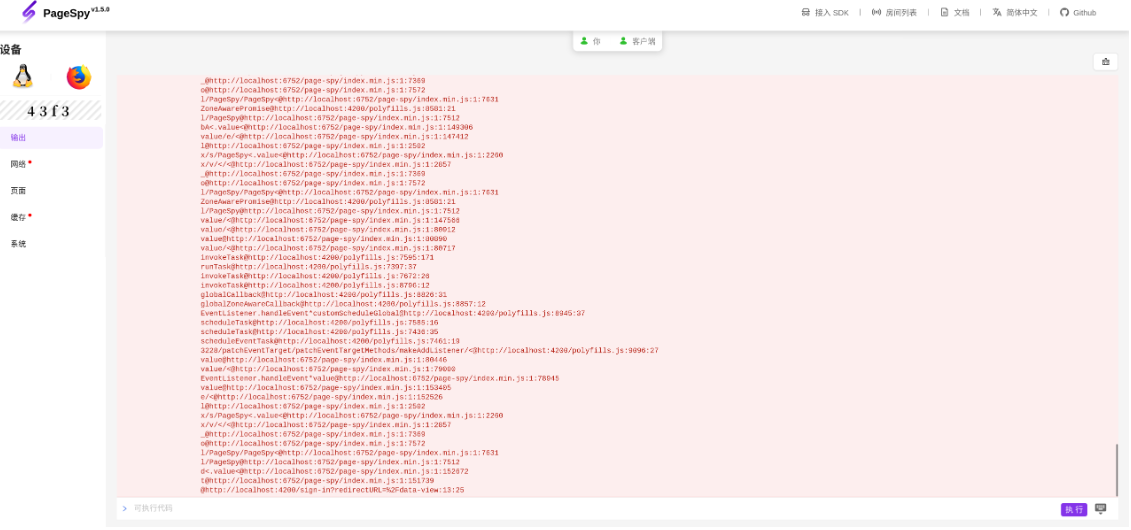 PageSpy v1.5.0
接入 SDK
房间列表
文档
简体中文
Github
你
客户端
设备
43f3
输出
网络
页面
缓存
系统
_@http://localhost:6752/page-spy/index.min.js:1:7369
o@http://localhost:6752/page-spy/index.min.js:1:7572
l/PageSpy/PageSpy<@http://localhost:6752/page-spy/index.min.js:1:7631
ZoneAwarePromise@http://localhost:4200/polyfills.js:8581:21
l/PageSpy@http://localhost:6752/page-spy/index.min.js:1:7512
bA<.value<@http://localhost:6752/page-spy/index.min.js:1:149306
value/e/<@http://localhost:6752/page-spy/index.min.js:1:147412
l@http://localhost:6752/page-spy/index.min.js:1:2502
x/s/PageSpy<.value<@http://localhost:6752/page-spy/index.min.js:1:2260
x/v/</<@http://localhost:6752/page-spy/index.min.js:1:2857
_@http://localhost:6752/page-spy/index.min.js:1:7369
o@http://localhost:6752/page-spy/index.min.js:1:7572
l/PageSpy/PageSpy<@http://localhost:6752/page-spy/index.min.js:1:7631
ZoneAwarePromise@http://localhost:4200/polyfills.js:8581:21
l/PageSpy@http://localhost:6752/page-spy/index.min.js:1:7512
value/<@http://localhost:6752/page-spy/index.min.js:1:147566
value/<@http://localhost:6752/page-spy/index.min.js:1:80912
value@http://localhost:6752/page-spy/index.min.js:1:80890
value/<@http://localhost:6752/page-spy/index.min.js:1:80717
invokeTask@http://localhost:4200/polyfills.js:7595:171
runTask@http://localhost:4200/polyfills.js:7397:37
invokeTask@http://localhost:4200/polyfills.js:7672:26
invokeTask@http://localhost:4200/polyfills.js:8796:12
globalCallback@http://localhost:4200/polyfills.js:8826:31
globalZoneAwareCallback@http://localhost:4200/polyfills.js:8857:12
EventListener.handleEvent*customScheduleGlobal@http://localhost:4200/polyfills.js:8945:37
scheduleTask@http://localhost:4200/polyfills.js:7585:16
scheduleTask@http://localhost:4200/polyfills.js:7436:35
scheduleEventTask@http://localhost:4200/polyfills.js:7461:19
3228/patchEventTarget/patchEventTargetMethods/makeAddListener/<@http://localhost:4200/polyfills.js:9096:27
value@http://localhost:6752/page-spy/index.min.js:1:80446
value/<@http://localhost:6752/page-spy/index.min.js:1:79000
EventListener.handleEvent*value@http://localhost:6752/page-spy/index.min.js:1:78845
value@http://localhost:6752/page-spy/index.min.js:1:153405
e/<@http://localhost:6752/page-spy/index.min.js:1:152526
l@http://localhost:6752/page-spy/index.min.js:1:2502
x/s/PageSpy<.value<@http://localhost:6752/page-spy/index.min.js:1:2260
x/v/</<@http://localhost:6752/page-spy/index.min.js:1:2857
_@http://localhost:6752/page-spy/index.min.js:1:7369
o@http://localhost:6752/page-spy/index.min.js:1:7572
l/PageSpy/PageSpy<@http://localhost:6752/page-spy/index.min.js:1:7631
l/PageSpy@http://localhost:6752/page-spy/index.min.js:1:7512
d<.value<@http://localhost:6752/page-spy/index.min.js:1:152672
t@http://localhost:6752/page-spy/index.min.js:1:151739
@http://localhost:4200/sign-in?redirectURL=%2Fdata-view:13:25
> 可执行代码
执 行